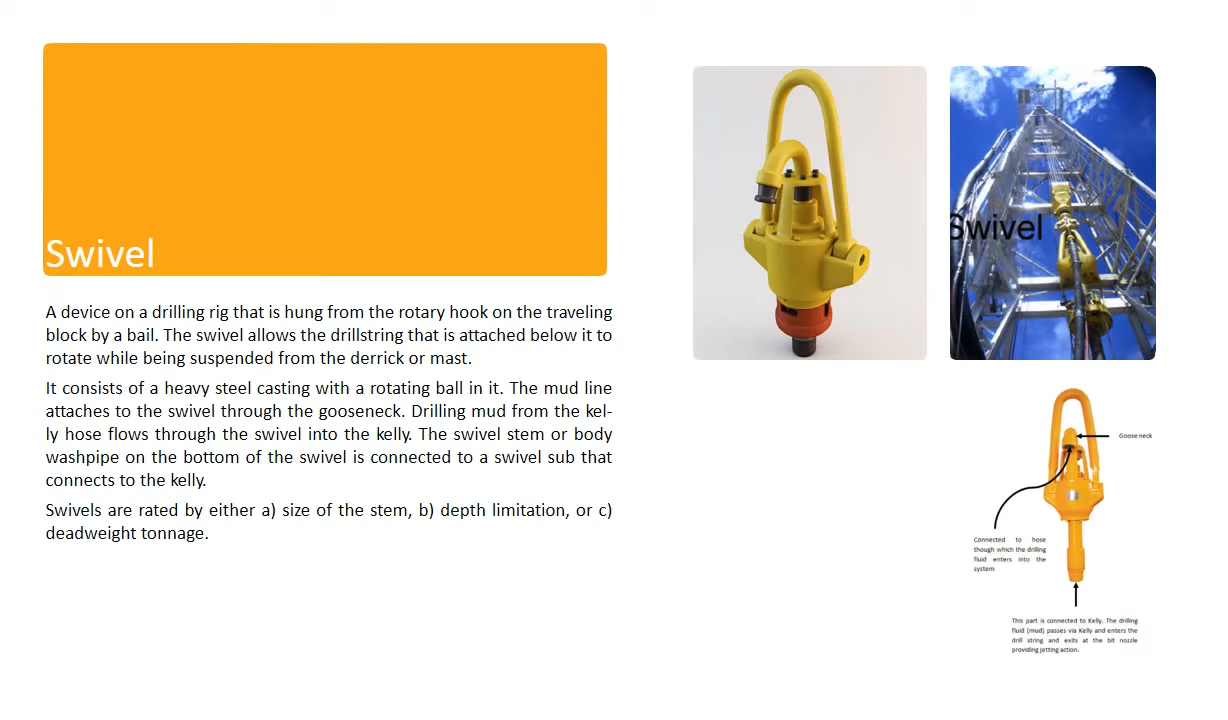 Swivel
A device on a drilling rig that is hung from the rotary hook on the traveling
block by a bail. The swivel allows the drillstring that is attached below it to
rotate while being suspended from the derrick or mast.
It consists of a heavy steel casting with a rotating ball in it. The mud line
attaches to the swivel through the gooseneck. Drilling mud from the kel-
ly hose flows through the swivel into the kelly. The swivel stem or body
washpipe on the bottom of the swivel is connected to a swivel sub that
connects to the kelly.
Swivels are rated by either a) size of the stem, b) depth limitation, or c)
deadweight tonnage.
Swivel
Goose neck
Connected to hose
though which the drilling
fluid enters into the
system
This part is connected to Kelly. The drilling
fluid (mud) passes via Kelly and enters the
drill string and exits at the bit nozzle
providing jetting action.